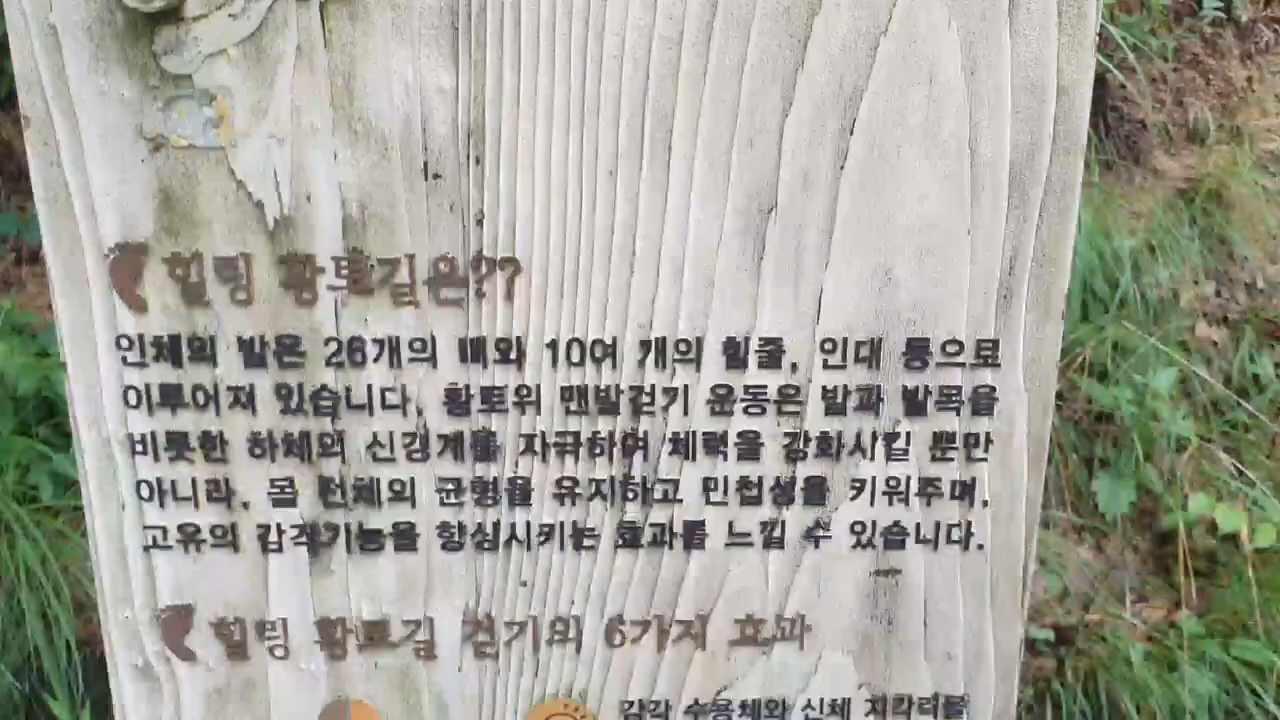 힐링 황토길은??
인체의 발은 26개의 뼈와 10여 개의 힘줄, 인대 등으로
이루어져 있습니다. 황토위 맨발걷기 운동은 발과 발목을
비롯한 하체의 신경계를 자극하여 체력을 강화시킬 뿐만
아니라, 몸 전체의 균형을 유지하고 민첩성을 키워주며,
고유의 감각기능을 향상시키는 효과를 느낄 수 있습니다.
힐링 황토길 걷기의 6가지 효과
감각 수용체와 신체 지각력을